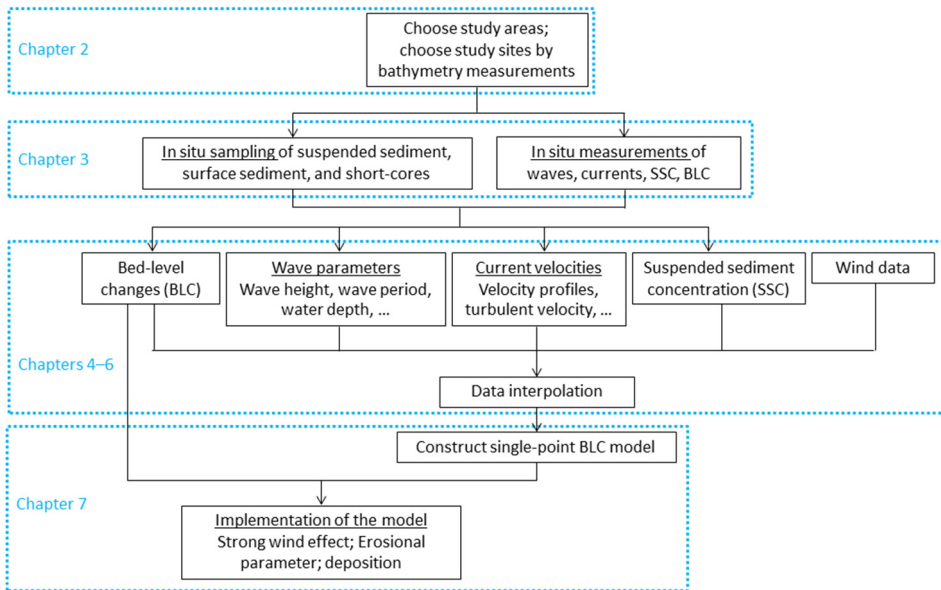 Chapter 2
Choose study areas;
choose study sites by
bathymetry measurements
Chapter 3
In situ sampling of suspended sediment,
surface sediment, and short-cores
In situ measurements of
waves, currents, SSC, BLC
Chapters 4–6
Bed-level
changes (BLC)
Wave parameters
Wave height, wave period,
water depth, ...
Current velocities
Velocity profiles,
turbulent velocity, ...
Suspended sediment
concentration (SSC)
Wind data
Data interpolation
Chapter 7
Construct single-point BLC model
Implementation of the model
Strong wind effect; Erosional
parameter; deposition